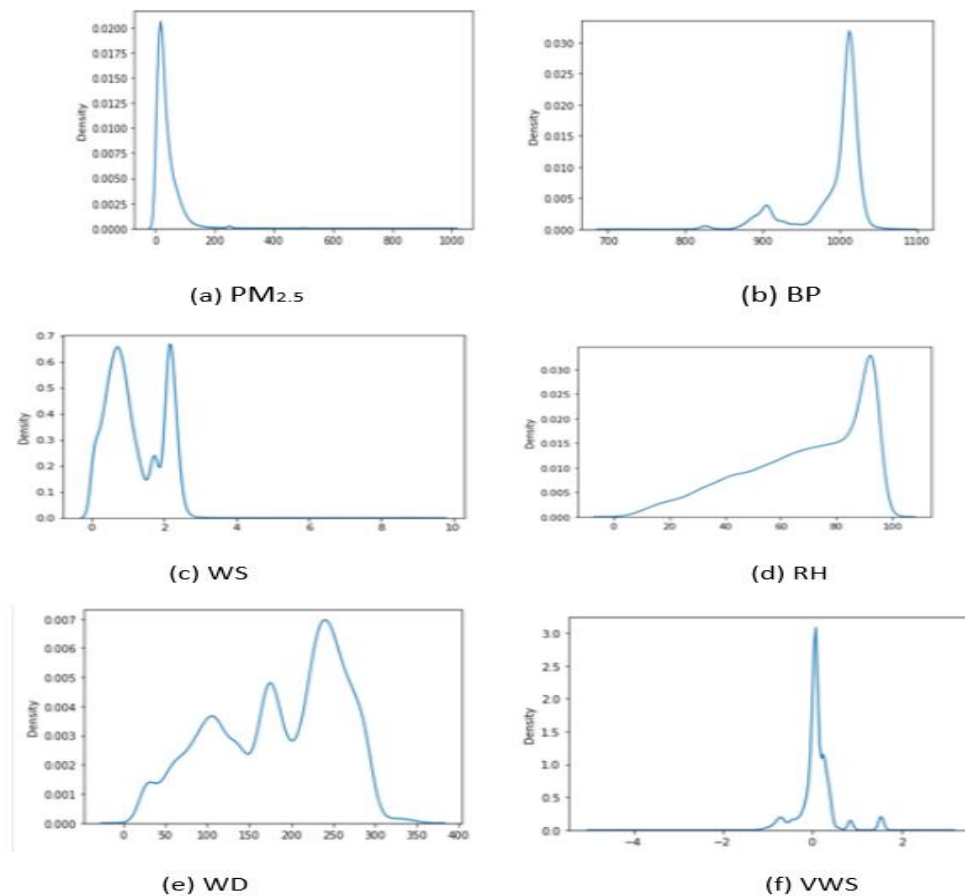 0.0200
0.0175
0.0150
0.0125
0.0100
0.0075
0.0050
0.0025
0.0000
Density
0 200 400 600 800 1000
(a) PM2.5
0.030
0.025
0.020
0.015
0.010
0.005
0.000
Density
700 800 900 1000 1100
(b) BP
0.7
0.6
0.5
0.4
0.3
0.2
0.1
0.0
Density
0 2 4 6 8 10
(c) WS
0.030
0.025
0.020
0.015
0.010
0.005
0.000
Density
0 20 40 60 80 100
(d) RH
0.007
0.006
0.005
0.004
0.003
0.002
0.001
0.000
Density
0 50 100 150 200 250 300 350 400
(e) WD
3.0
2.5
2.0
1.5
1.0
0.5
0.0
Density
−4 −2 0 2
(f) VWS